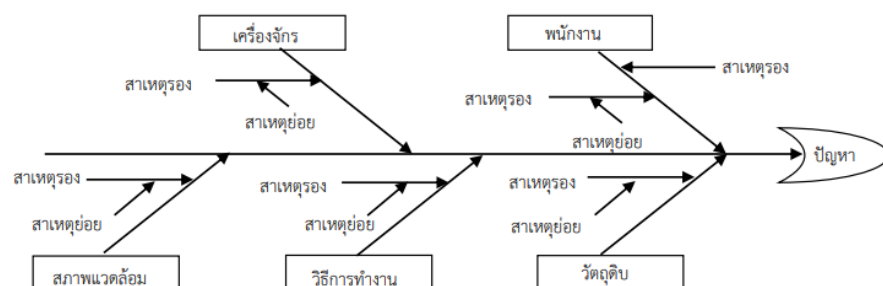 เครื่องจักร
พนักงาน
สาเหตุรอง
สาเหตุรอง
สาเหตุรอง
สาเหตุย่อย
สาเหตุย่อย
ปัญหา
สาเหตุรอง
สาเหตุรอง
สาเหตุรอง
สาเหตุย่อย
สาเหตุย่อย
สาเหตุย่อย
สภาพแวดล้อม
วิธีการทำงาน
วัตถุดิบ